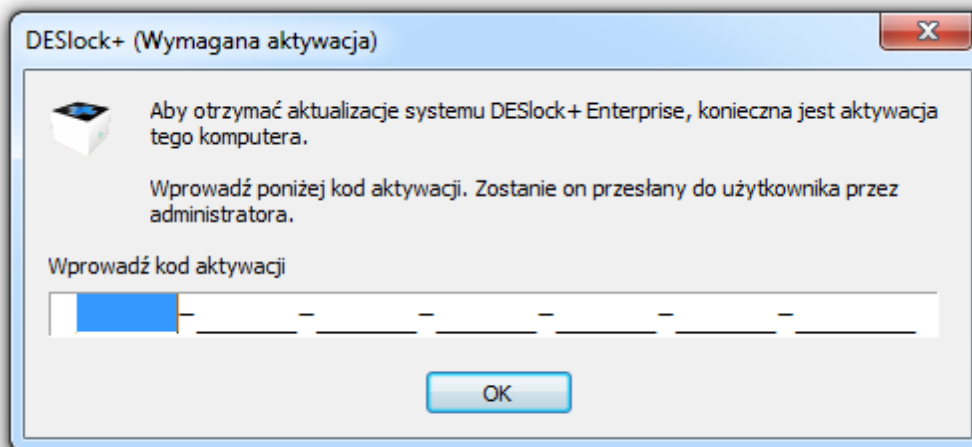 DESlock+ (Wymagana aktywacja)
Aby otrzymać aktualizacje systemu DESlock+ Enterprise, konieczna jest aktywacja
tego komputera.
Wprowadź poniżej kod aktywacji. Zostanie on przesłany do użytkownika przez
administratora.
Wprowadź kod aktywacji
OK